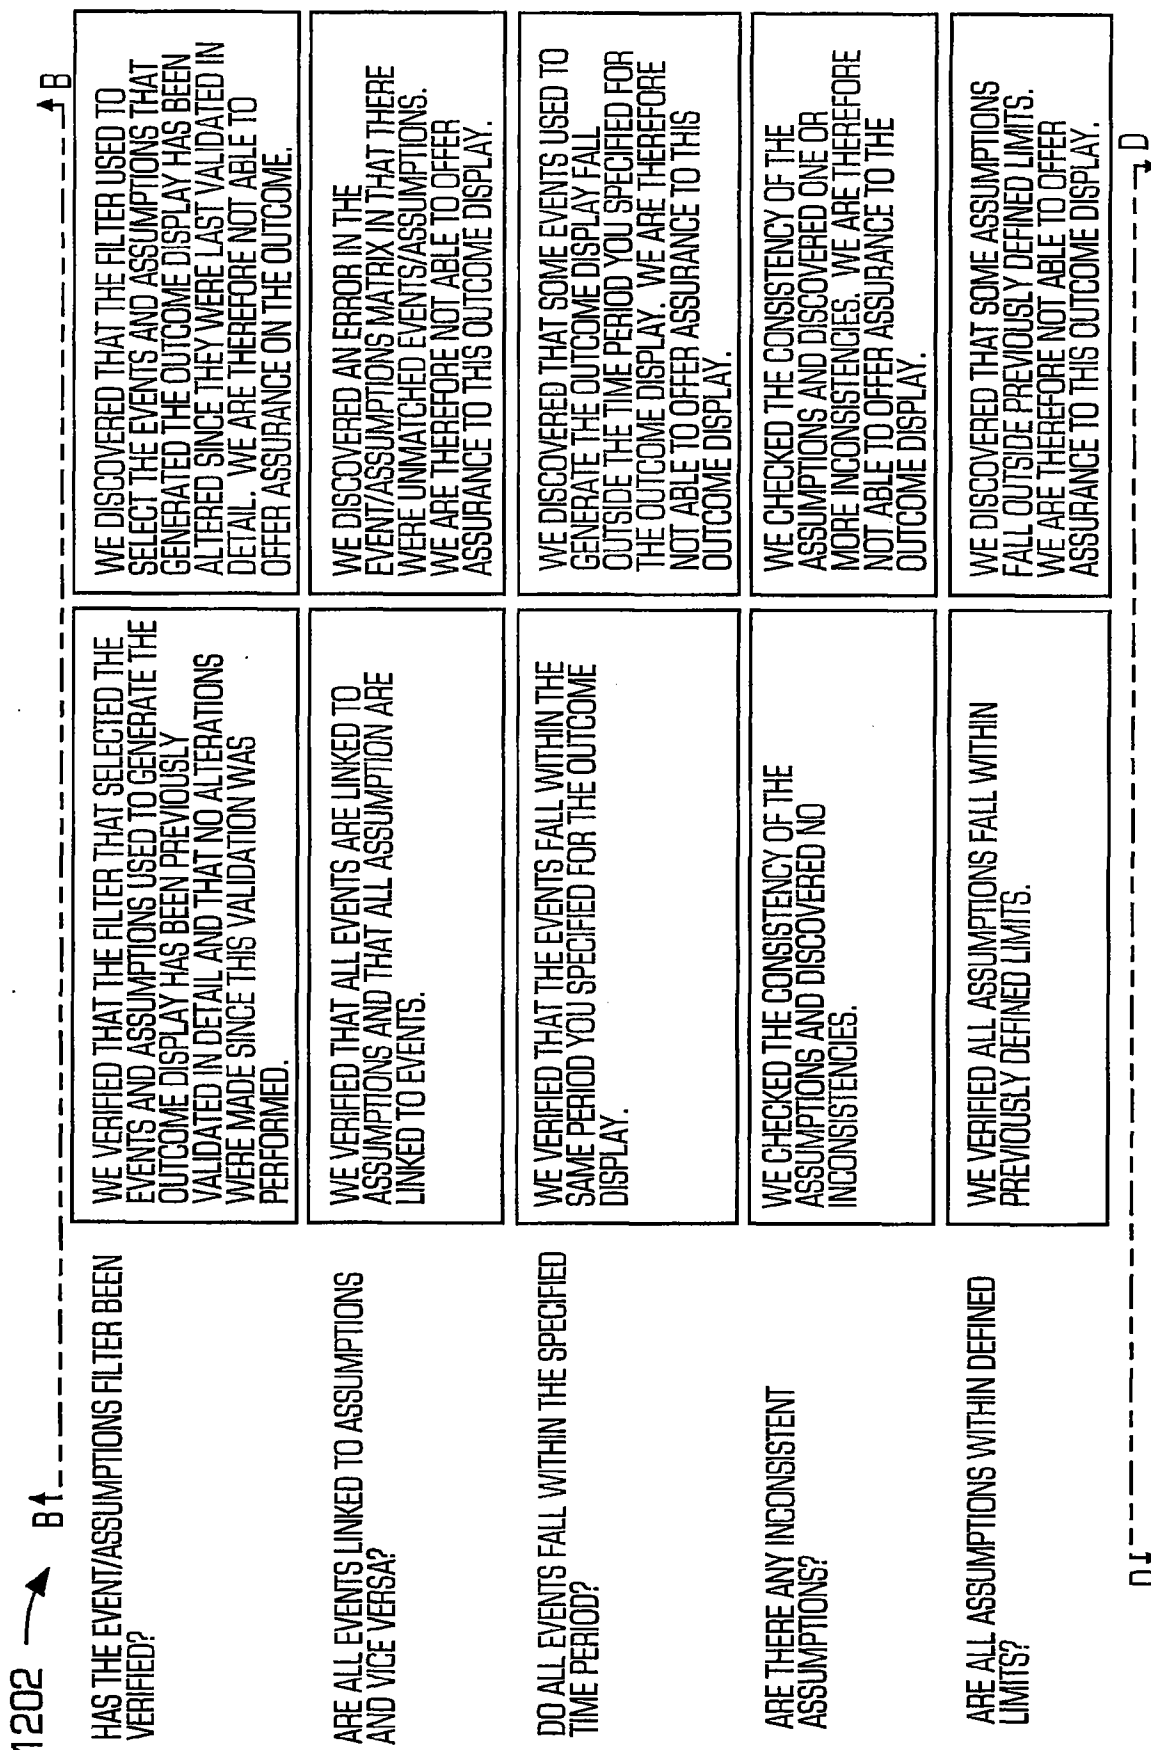 1202
B B
HAS THE EVENT/ASSUMPTIONS FILTER BEEN
VERIFIED?
WE VERIFIED THAT THE FILTER THAT SELECTED THE
EVENTS AND ASSUMPTIONS USED TO GENERATE THE
OUTCOME DISPLAY HAS BEEN PREVIOUSLY
VALIDATED IN DETAIL AND THAT NO ALTERATIONS
WERE MADE SINCE THIS VALIDATION WAS
PERFORMED.
WE DISCOVERED THAT THE FILTER USED TO
SELECT THE EVENTS AND ASSUMPTIONS THAT
GENERATED THE OUTCOME DISPLAY HAS BEEN
ALTERED SINCE THEY WERE LAST VALIDATED IN
DETAIL. WE ARE THEREFORE NOT ABLE TO
OFFER ASSURANCE ON THE OUTCOME.
ARE ALL EVENTS LINKED TO ASSUMPTIONS
AND VICE VERSA?
WE VERIFIED THAT ALL EVENTS ARE LINKED TO
ASSUMPTIONS AND THAT ALL ASSUMPTION ARE
LINKED TO EVENTS.
WE DISCOVERED AN ERROR IN THE
EVENT/ASSUMPTIONS MATRIX IN THAT THERE
WERE UNMATCHED EVENTS/ASSUMPTIONS.
WE ARE THEREFORE NOT ABLE TO OFFER
ASSURANCE TO THIS OUTCOME DISPLAY.
DO ALL EVENTS FALL WITHIN THE SPECIFIED
TIME PERIOD?
WE VERIFIED THAT THE EVENTS FALL WITHIN THE
SAME PERIOD YOU SPECIFIED FOR THE OUTCOME
DISPLAY.
WE DISCOVERED THAT SOME EVENTS USED TO
GENERATE THE OUTCOME DISPLAY FALL
OUTSIDE THE TIME PERIOD YOU SPECIFIED FOR
THE OUTCOME DISPLAY. WE ARE THEREFORE
NOT ABLE TO OFFER ASSURANCE TO THIS
OUTCOME DISPLAY.
ARE THERE ANY INCONSISTENT
ASSUMPTIONS?
WE CHECKED THE CONSISTENCY OF THE
ASSUMPTIONS AND DISCOVERED NO
INCONSISTENCIES.
WE CHECKED THE CONSISTENCY OF THE
ASSUMPTIONS AND DISCOVERED ONE OR
MORE INCONSISTENCIES. WE ARE THEREFORE
NOT ABLE TO OFFER ASSURANCE TO THE
OUTCOME DISPLAY.
ARE ALL ASSUMPTIONS WITHIN DEFINED
LIMITS?
WE VERIFIED ALL ASSUMPTIONS FALL WITHIN
PREVIOUSLY DEFINED LIMITS.
WE DISCOVERED THAT SOME ASSUMPTIONS
FALL OUTSIDE PREVIOUSLY DEFINED LIMITS.
WE ARE THEREFORE NOT ABLE TO OFFER
ASSURANCE TO THIS OUTCOME DISPLAY.
D D